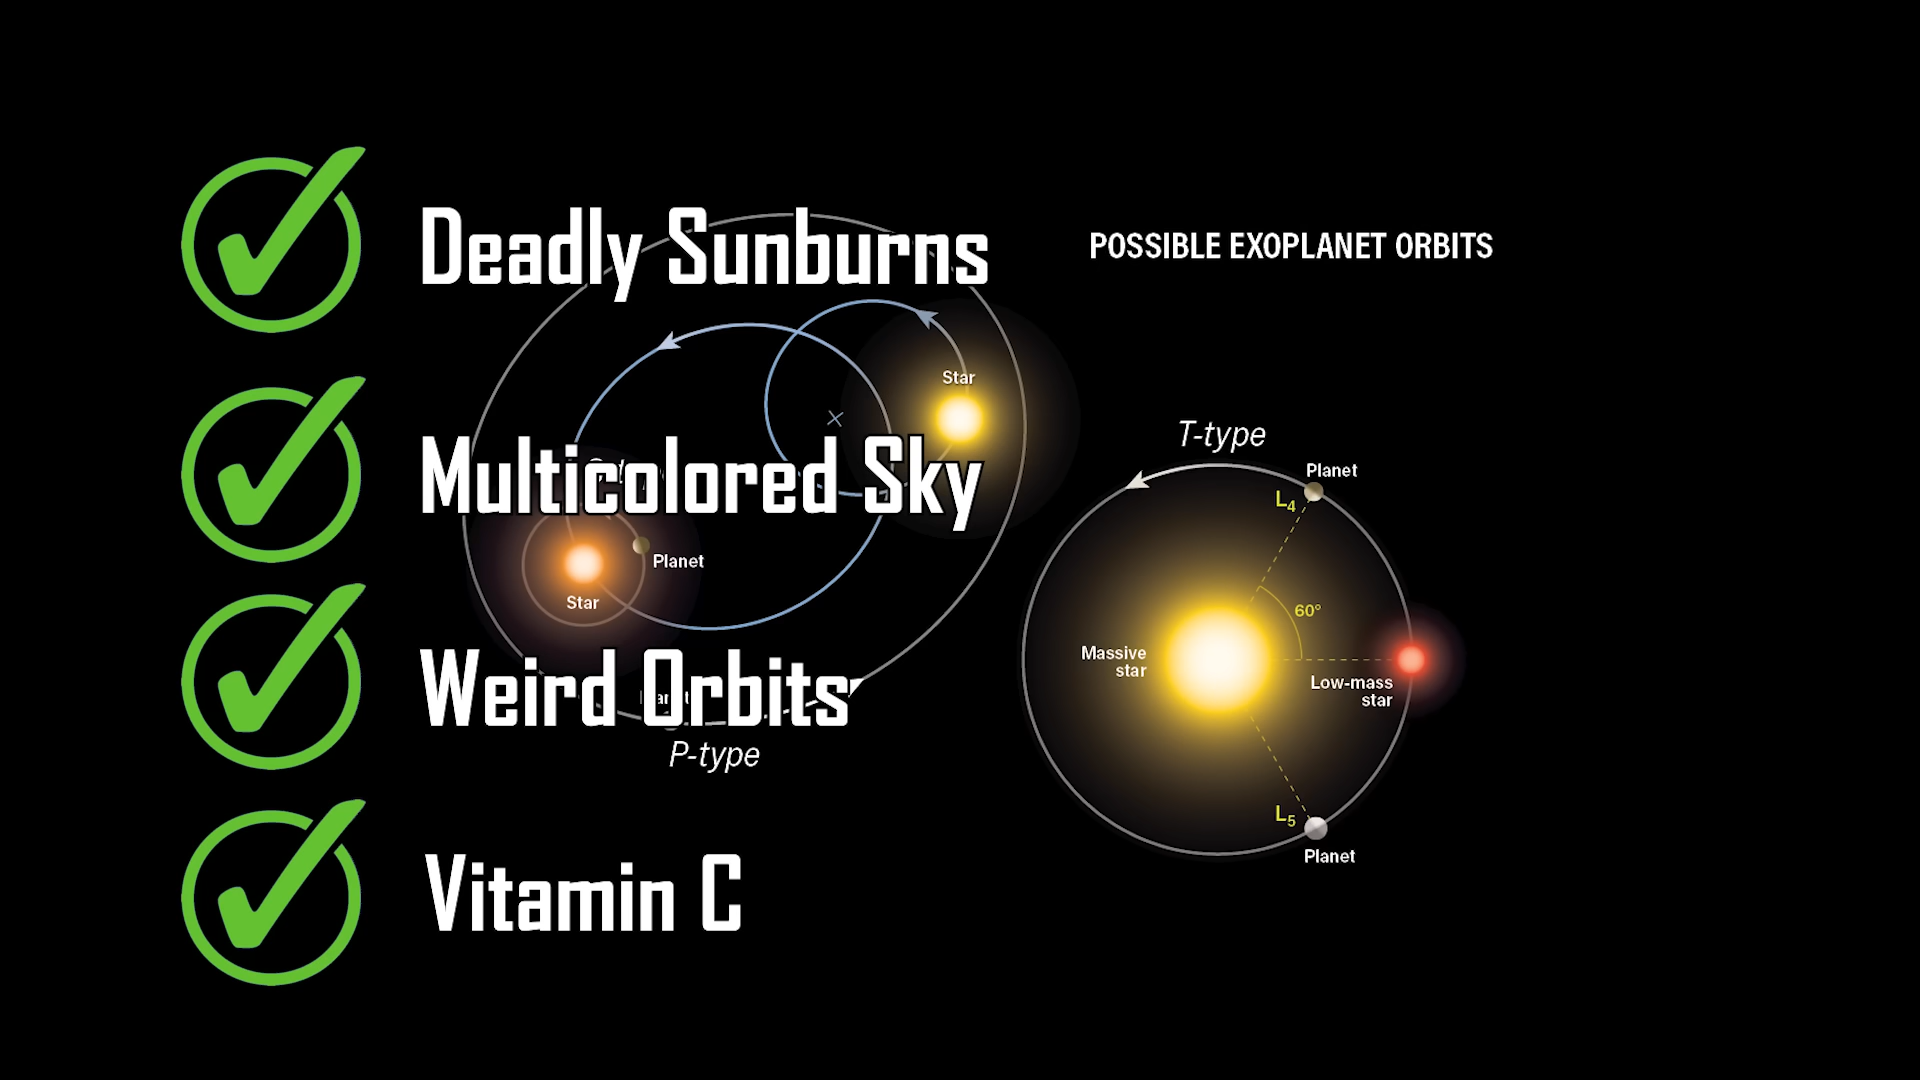 Deadly Sunburns
POSSIBLE EXOPLANET ORBITS
Star
Multicolored Sky
T-type
Planet
L4
Planet
Star
60°
Massive
star
Low-mass
star
Weird Orbits
P-type
L5
Planet
Vitamin C